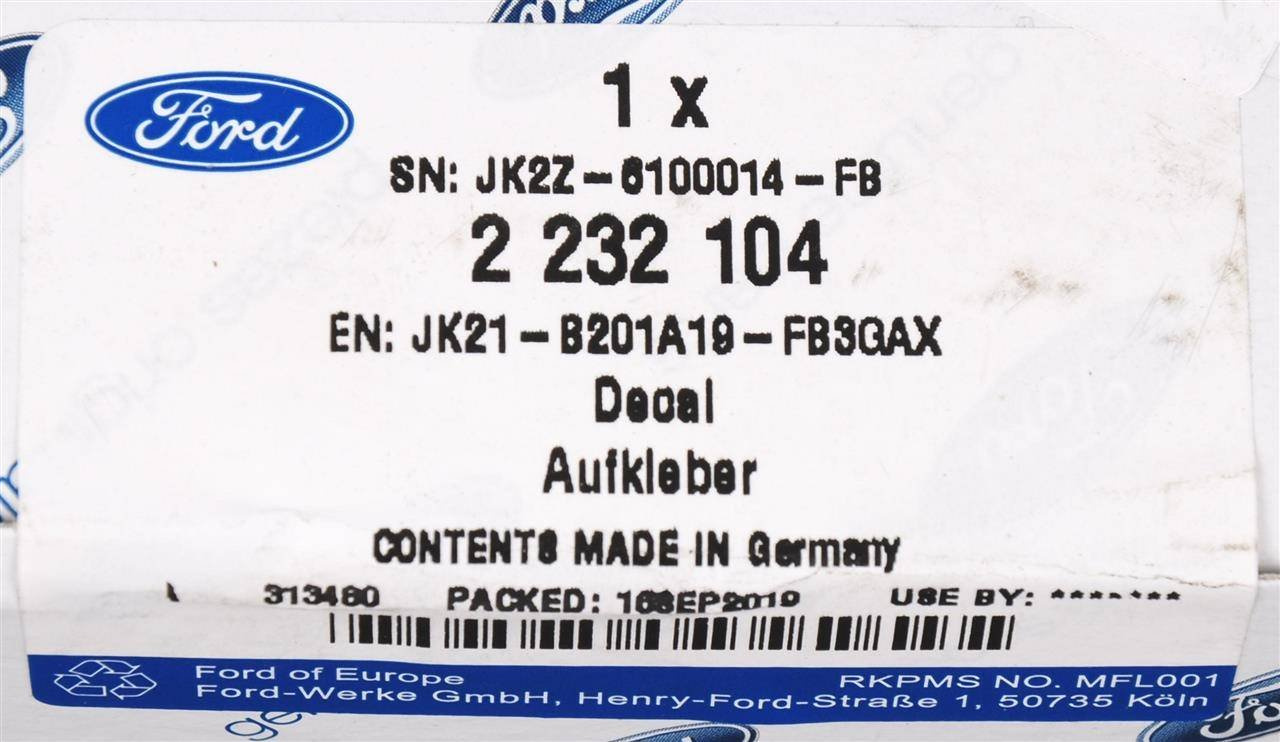 Ford
1 x
SN: JK2Z-6100014-FB
2 232 104
EN: JK21-B201A19-FB3GAX
Decal
Aufkleber
CONTENTS MADE IN Germany
313480 PACKED: 16SEP2019 USE BY: *******
Ford of Europe RKPMS NO. MFL001
Ford-Werke GmbH, Henry-Ford-Straße 1, 50735 Köln